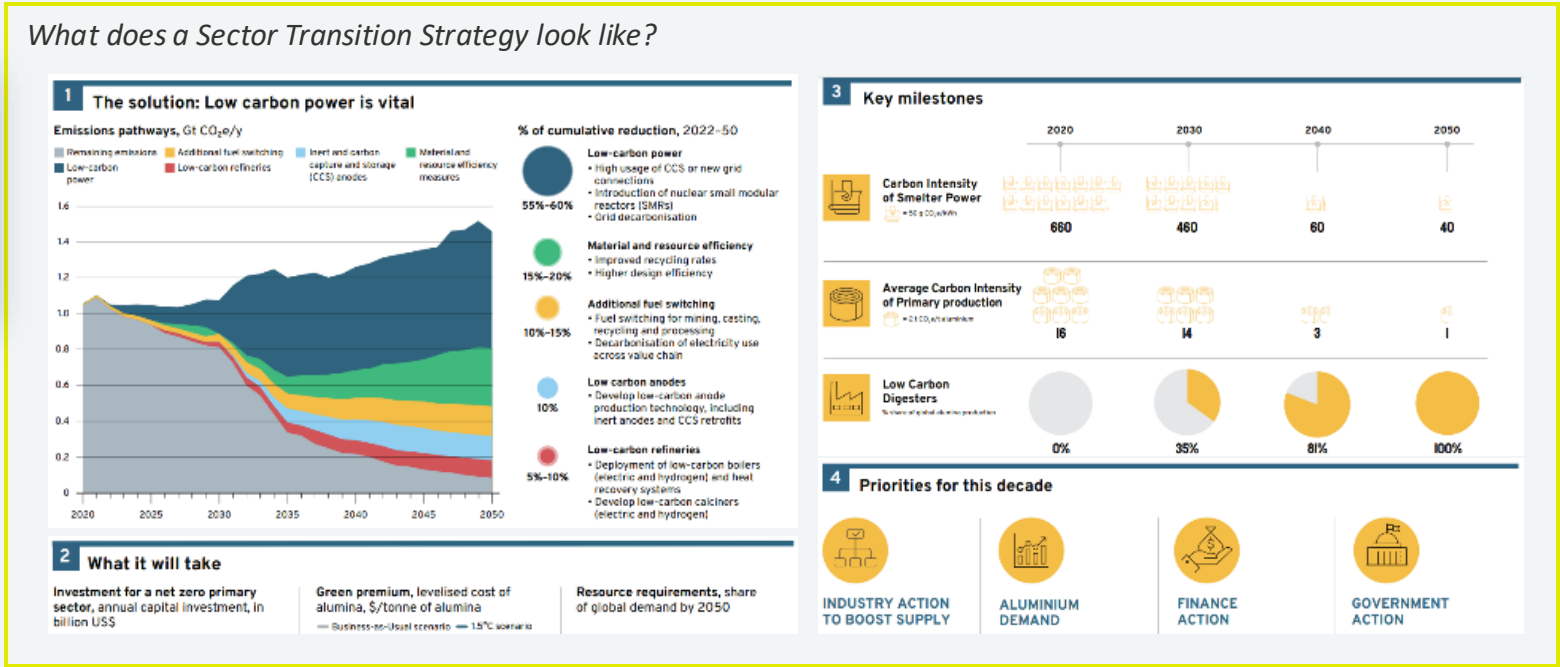 What does a Sector Transition Strategy look like?
1 The solution: Low carbon power is vital
Emissions pathways, Gt CO₂e/y
Remaining emissions
Additional fuel switching
Inert and carbon
capture and storage
(CCS) anodes
Material and
resource efficiency
measures
Low-carbon
power
Low-carbon refineries
1.6
1.4
1.2
1.0
0.8
0.6
0.4
0.2
0
2020 2025 2030 2035 2040 2045 2050
% of cumulative reduction, 2022–50
55%–60%
Low-carbon power
• High usage of CCS or new grid
connections
• Introduction of nuclear small modular
reactors (SMRs)
• Grid decarbonisation
15%–20%
Material and resource efficiency
• Improved recycling rates
• Higher design efficiency
10%–15%
Additional fuel switching
• Fuel switching for mining, casting,
recycling and processing
• Decarbonisation of electricity use
across value chain
10%
Low carbon anodes
• Develop low-carbon anode
production technology, including
inert anodes and CCS retrofits
5%–10%
Low-carbon refineries
• Deployment of low-carbon boilers
(electric and hydrogen) and heat
recovery systems
• Develop low-carbon calciners
(electric and hydrogen)
2 What it will take
Investment for a net zero primary
sector, annual capital investment, in
billion US$
Green premium, levelised cost of
alumina, $/tonne of alumina
Business-as-Usual scenario 1.5°C scenario
Resource requirements, share
of global demand by 2050
3 Key milestones
2020 2030 2040 2050
Carbon Intensity
of Smelter Power
= 50 g CO₂e/kWh
660 460 60 40
Average Carbon Intensity
of Primary production
= 2 t CO₂e/t aluminium
16 14 3 1
Low Carbon
Digesters
% share of global alumina production
0% 35% 81% 100%
4 Priorities for this decade
$
INDUSTRY ACTION
TO BOOST SUPPLY
ALUMINIUM
DEMAND
FINANCE
ACTION
GOVERNMENT
ACTION